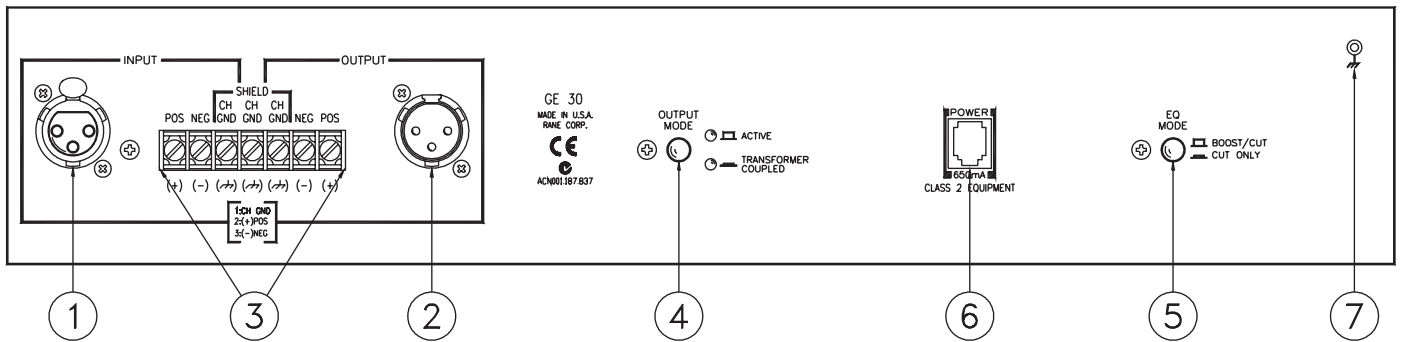 INPUT
OUTPUT
SHIELD
CH CH CH
POS NEG GND GND GND NEG POS
(+) (-) (-) (+)
1:CH GND
2:(+)POS
3:(-)NEG
GE 30
MADE IN U.S.A.
RANE CORP.
CE
ACN001.187.837
OUTPUT
MODE
ACTIVE
TRANSFORMER
COUPLED
POWER
650mA
CLASS 2 EQUIPMENT
EQ
MODE
BOOST/CUT
CUT ONLY
1 3 2 4 6 5 7